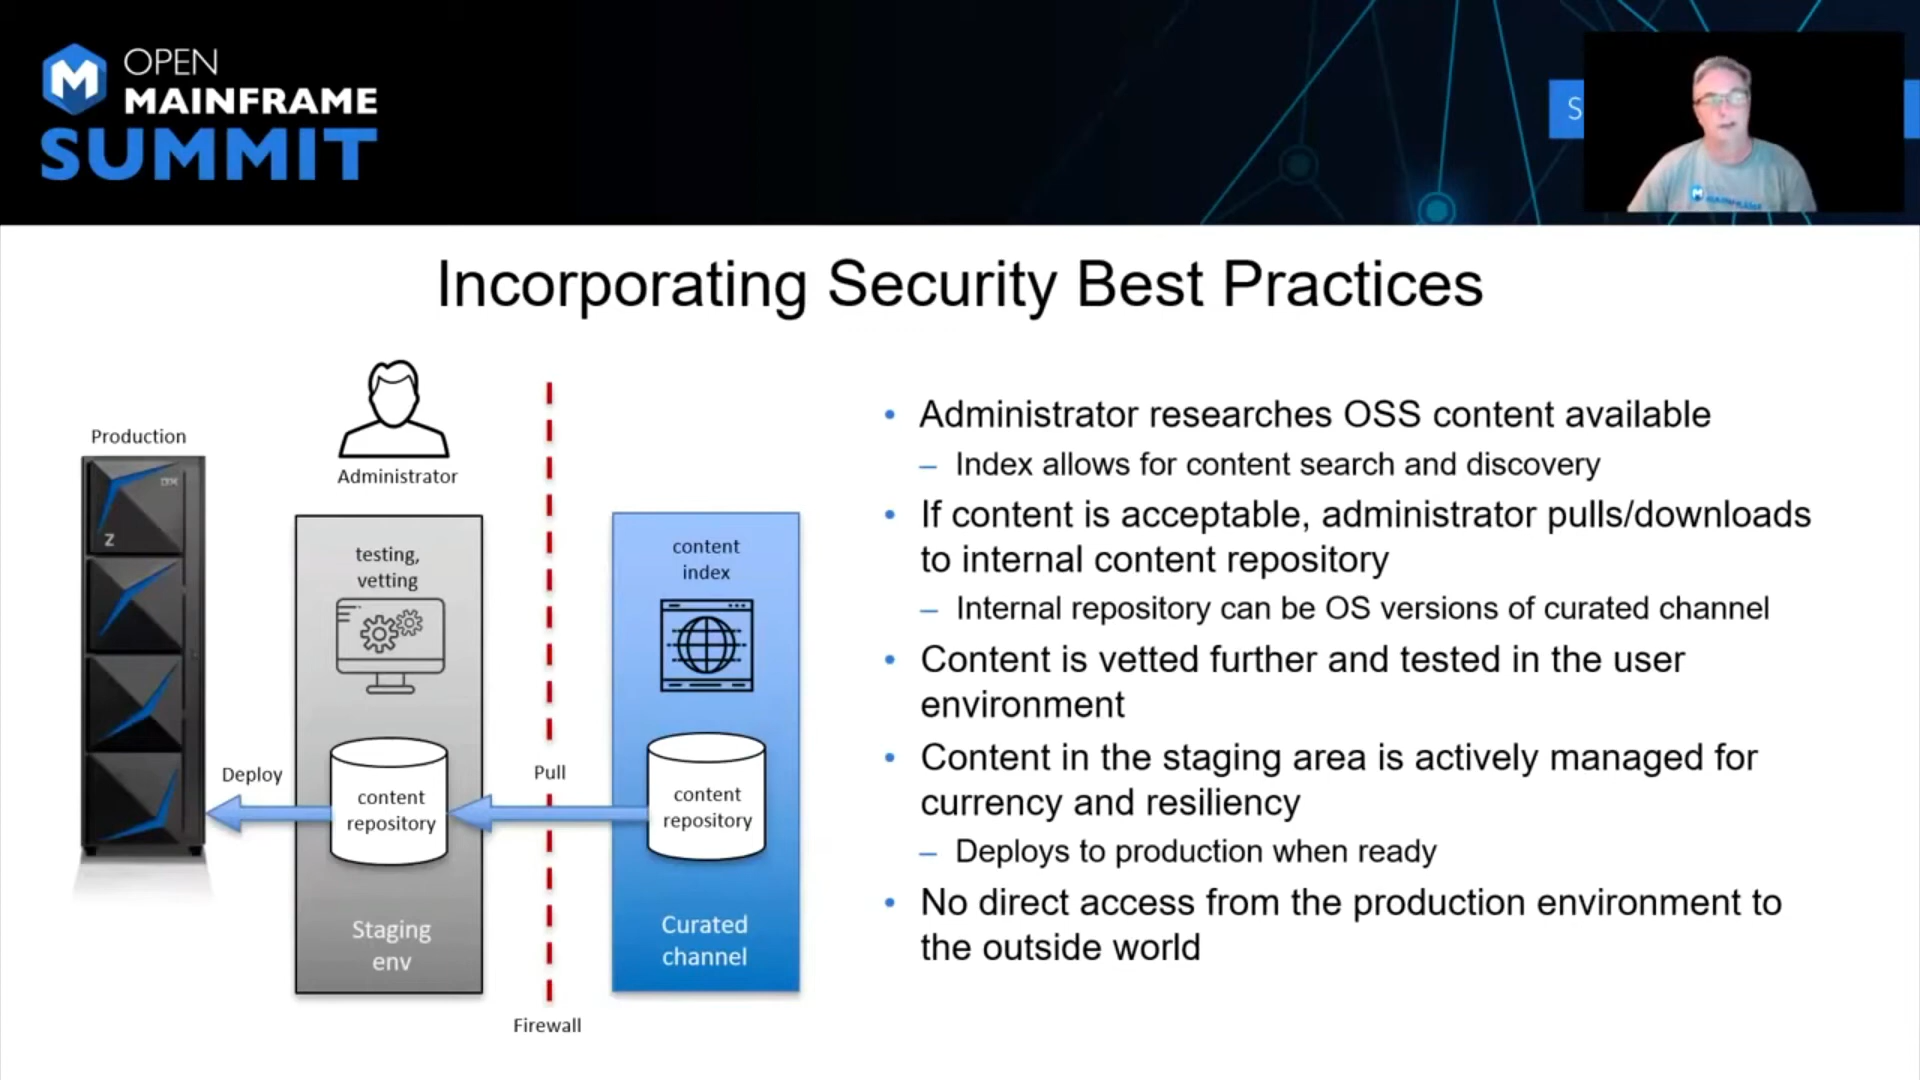 OPEN
MAINFRAME
SUMMIT
S
Incorporating Security Best Practices
Production
IBM
Z
Administrator
testing,
vetting
content
index
Deploy
Pull
content
repository
content
repository
Staging
env
Curated
channel
Firewall
• Administrator researches OSS content available
– Index allows for content search and discovery
• If content is acceptable, administrator pulls/downloads
to internal content repository
– Internal repository can be OS versions of curated channel
• Content is vetted further and tested in the user
environment
• Content in the staging area is actively managed for
currency and resiliency
– Deploys to production when ready
• No direct access from the production environment to
the outside world